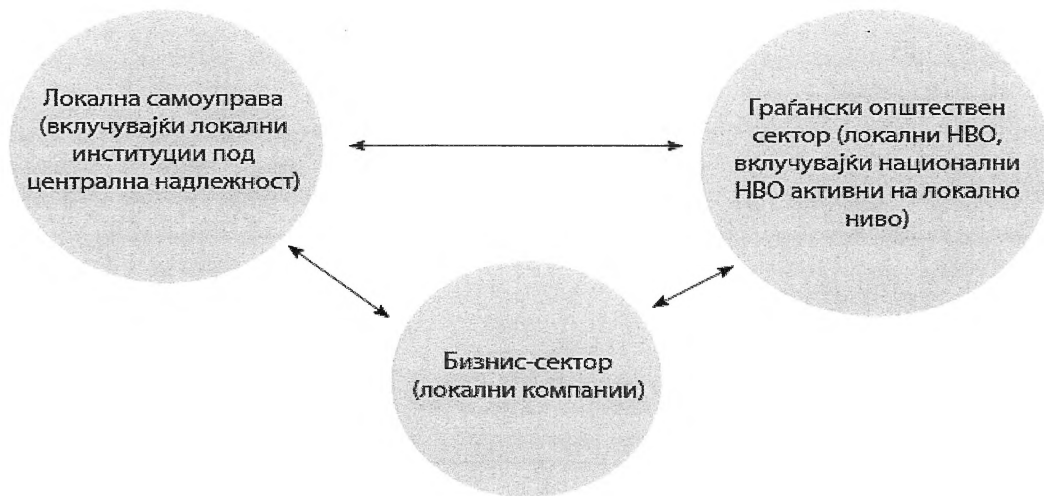 Локална самоуправа
(вклучувајќи локални
институции под
централна надлежност)
Граѓански општествен
сектор (локални НВО,
вклучувајќи национални
НВО активни на локално
ниво)
Бизнис-сектор
(локални компании)